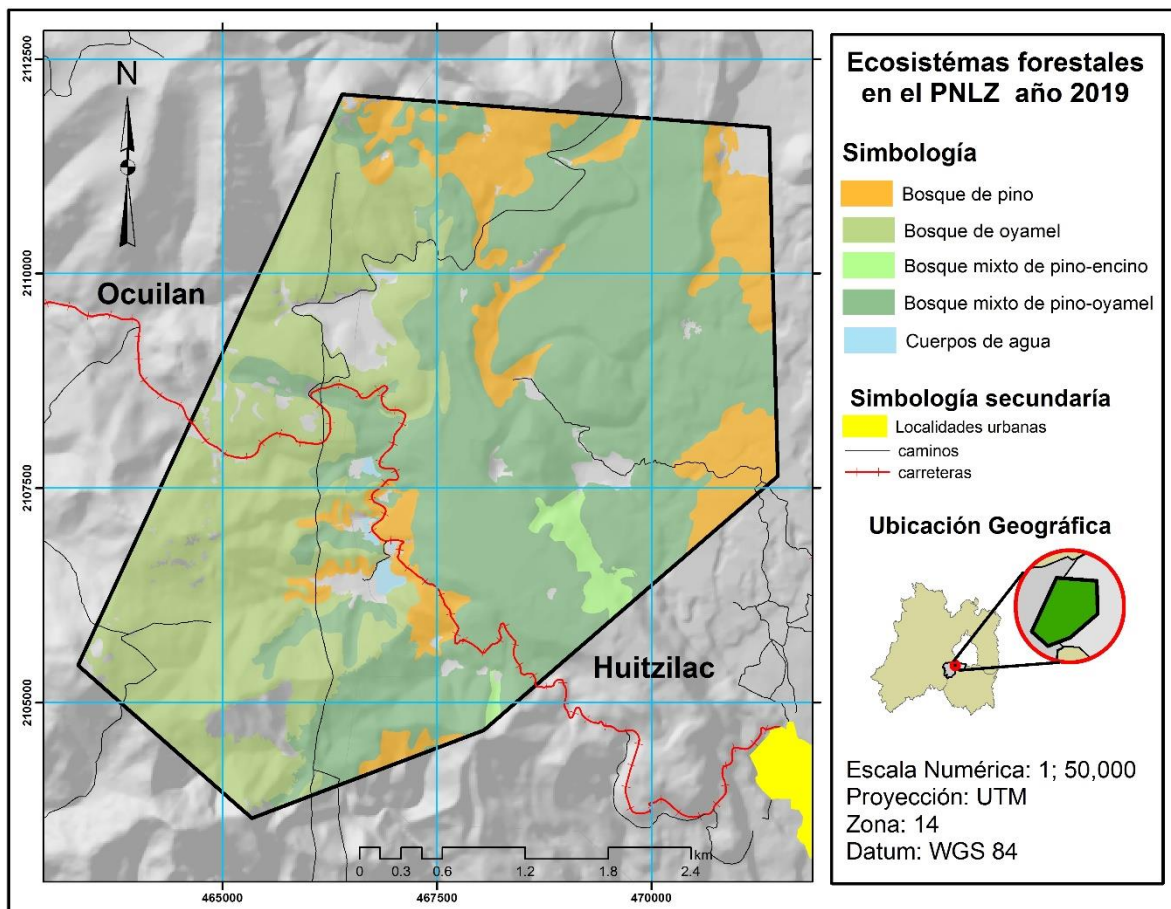 N
Ocuilan
Huitzilac
2112500
2110000
2107500
2105000
465000
467500
470000
km
0 0.3 0.6 1.2 1.8 2.4
Ecosistémas forestales
en el PNLZ año 2019
Simbología
Bosque de pino
Bosque de oyamel
Bosque mixto de pino-encino
Bosque mixto de pino-oyamel
Cuerpos de agua
Simbología secundaría
Localidades urbanas
caminos
carreteras
Ubicación Geográfica
Escala Numérica: 1; 50,000
Proyección: UTM
Zona: 14
Datum: WGS 84